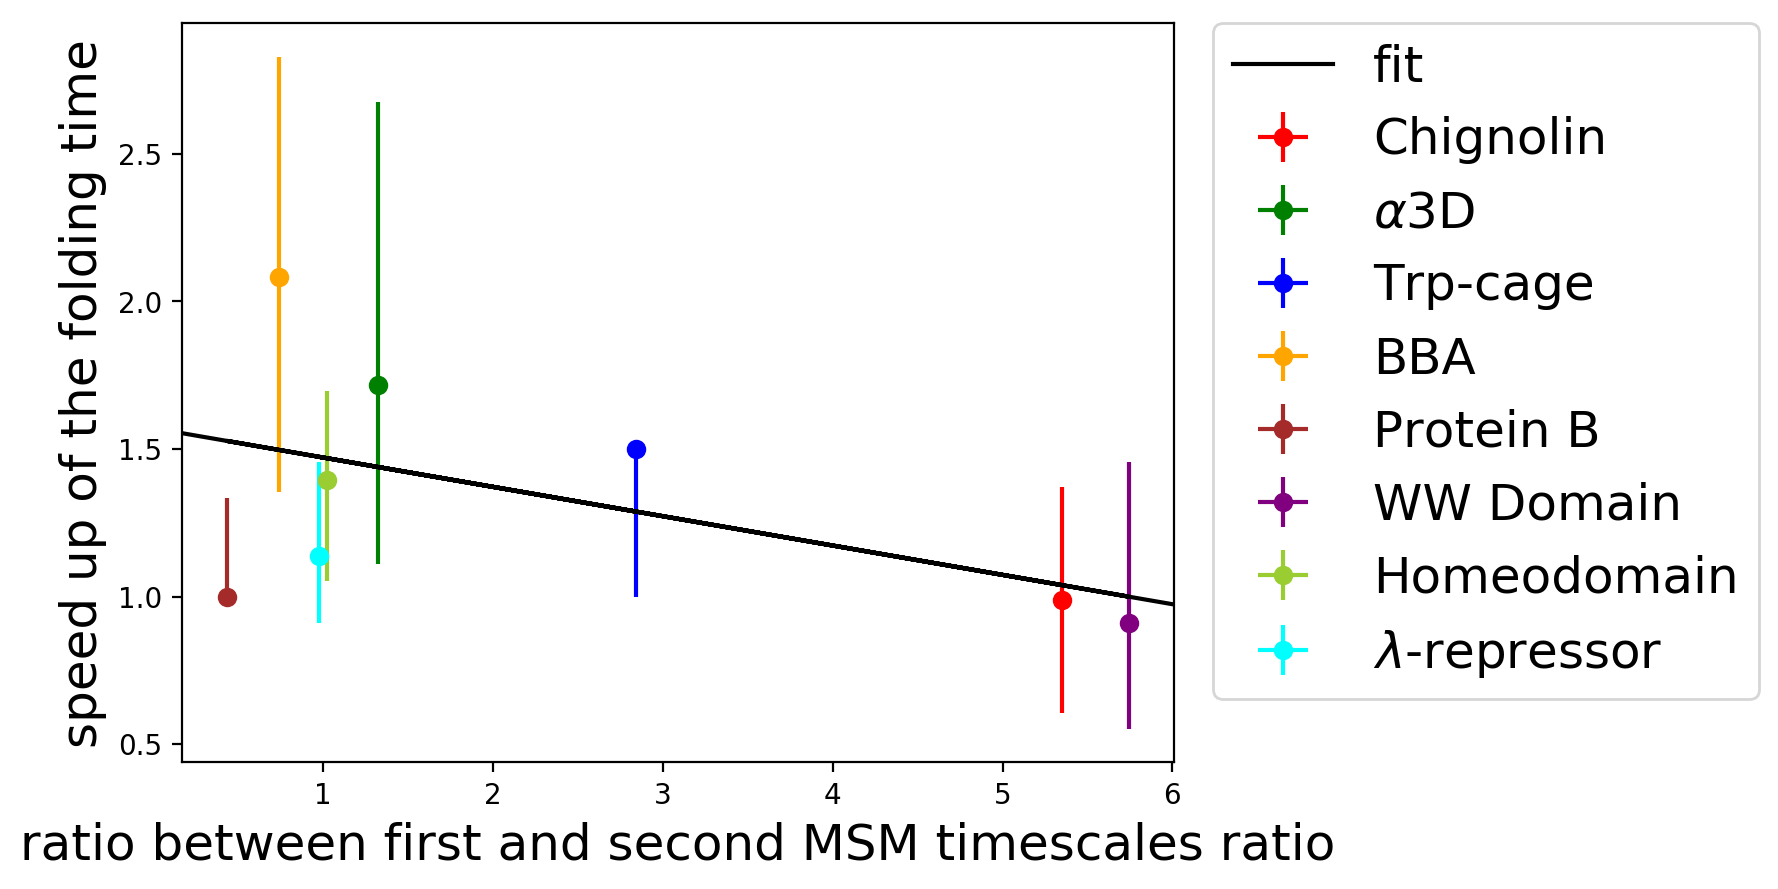 speed up of the folding time
2.5
2.0
1.5
1.0
0.5
1 2 3 4 5 6
ratio between first and second MSM timescales ratio
fit
Chignolin
α3D
Trp-cage
BBA
Protein B
WW Domain
Homeodomain
λ-repressor